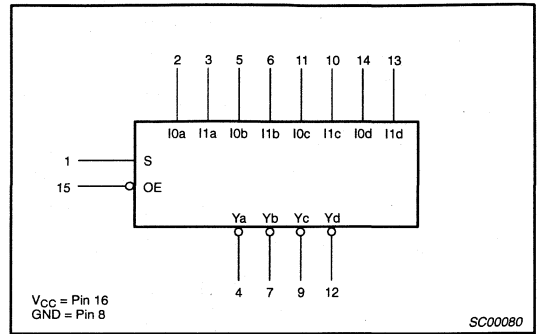 2 3 5 6 11 10 14 13
I0a I1a I0b I1b I0c I1c I0d I1d
1 S
15 OE
Ya Yb Yc Yd
4 7 9 12
VCC = Pin 16
GND = Pin 8
SC00080